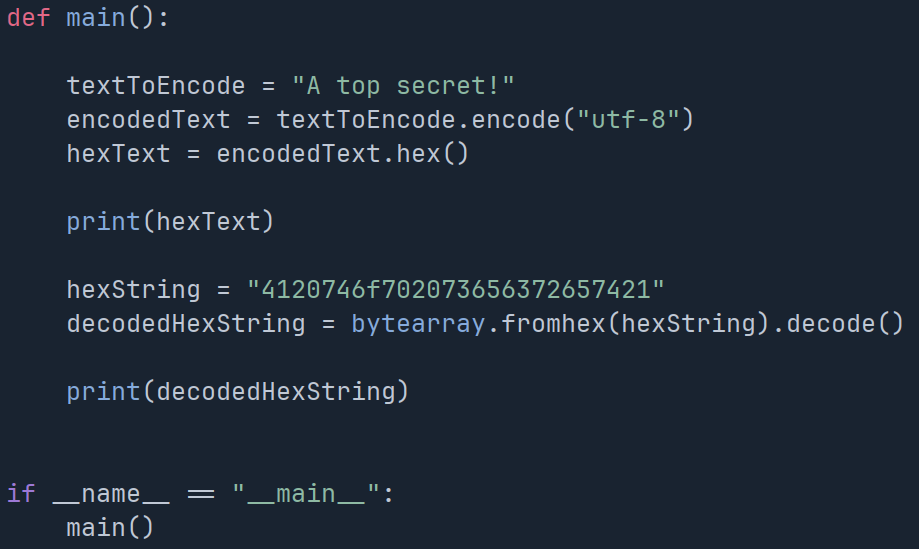 def main():
    textToEncode = "A top secret!"
    encodedText = textToEncode.encode("utf-8")
    hexText = encodedText.hex()
    print(hexText)
    hexString = "4120746f702073656372657421"
    decodedHexString = bytearray.fromhex(hexString).decode()
    print(decodedHexString)
if __name__ == "__main__":
    main()